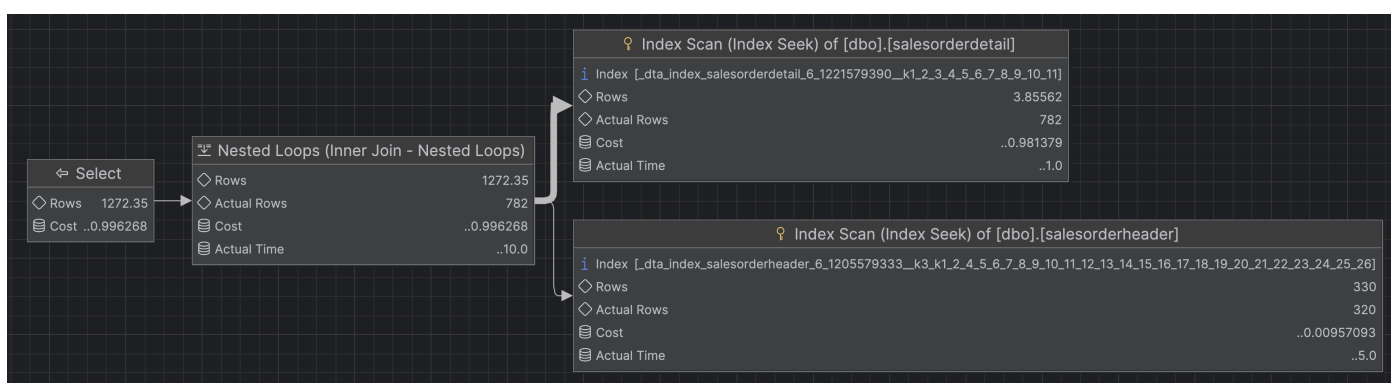 Select
Rows 1272.35
Cost ..0.996268
Nested Loops (Inner Join - Nested Loops)
Rows 1272.35
Actual Rows 782
Cost ..0.996268
Actual Time ..10.0
Index Scan (Index Seek) of [dbo].[salesorderdetail]
i Index [_dta_index_salesorderdetail_6_1221579390__k1_2_3_4_5_6_7_8_9_10_11]
Rows 3.85562
Actual Rows 782
Cost ..0.981379
Actual Time ..1.0
Index Scan (Index Seek) of [dbo].[salesorderheader]
i Index [_dta_index_salesorderheader_6_1205579333__k3_k1_2_4_5_6_7_8_9_10_11_12_13_14_15_16_17_18_19_20_21_22_23_24_25_26]
Rows 330
Actual Rows 320
Cost ..0.00957093
Actual Time ..5.0